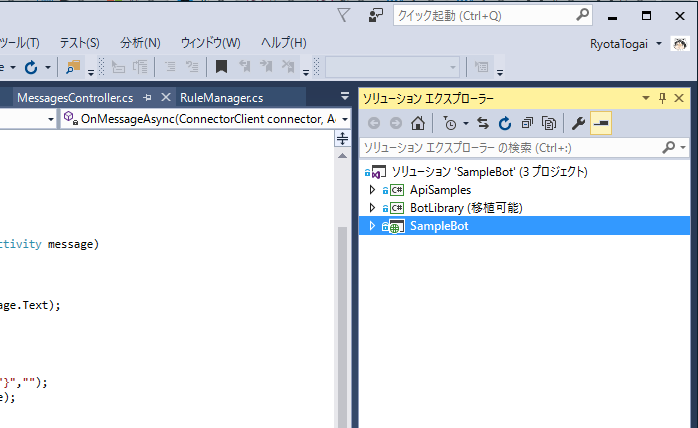 クイック起動 (Ctrl+Q)
ツール(T) テスト(S) 分析(N) ウィンドウ(W) ヘルプ(H) RyotaTogai
MessagesController.cs RuleManager.cs
OnMessageAsync(ConnectorClient connector, A
ctivity message)
age.Text);
"}","");
e);
ソリューション エクスプローラー
ソリューション エクスプローラー の検索 (Ctrl+:)
ソリューション 'SampleBot' (3 プロジェクト)
C# ApiSamples
C# BotLibrary (移植可能)
SampleBot